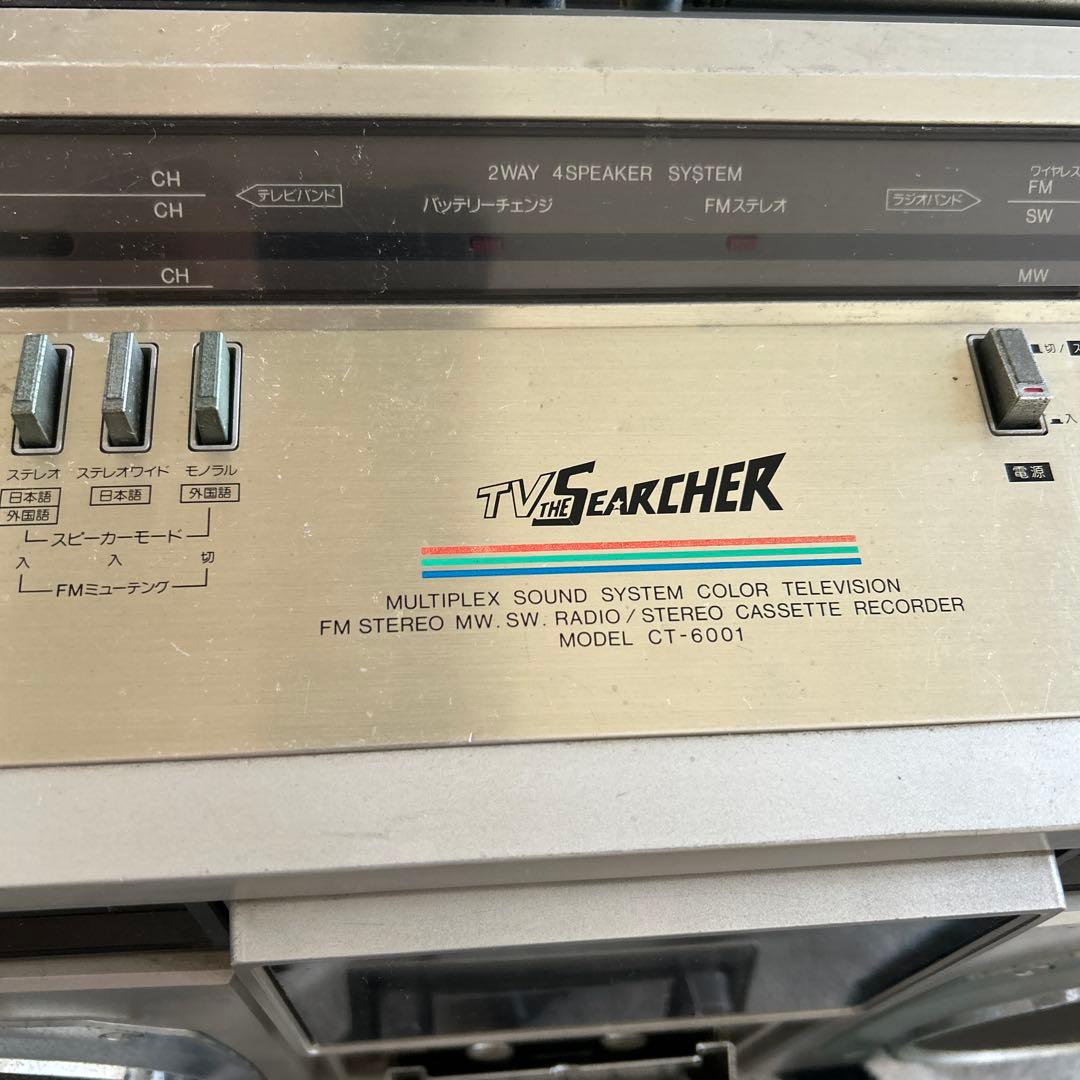 2WAY 4SPEAKER SYSTEM
CH
テレビバンド
バッテリーチェンジ
FMステレオ
ラジオバンド
ワイヤレス
FM
CH
SW
CH
MW
切/
入
電源
ステレオ
ステレオワイド
モノラル
日本語
日本語
外国語
外国語
スピーカーモード
入
入
切
FMミューテング
TV THE SEARCHER
MULTIPLEX SOUND SYSTEM COLOR TELEVISION
FM STEREO MW. SW. RADIO/STEREO CASSETTE RECORDER
MODEL CT-6001